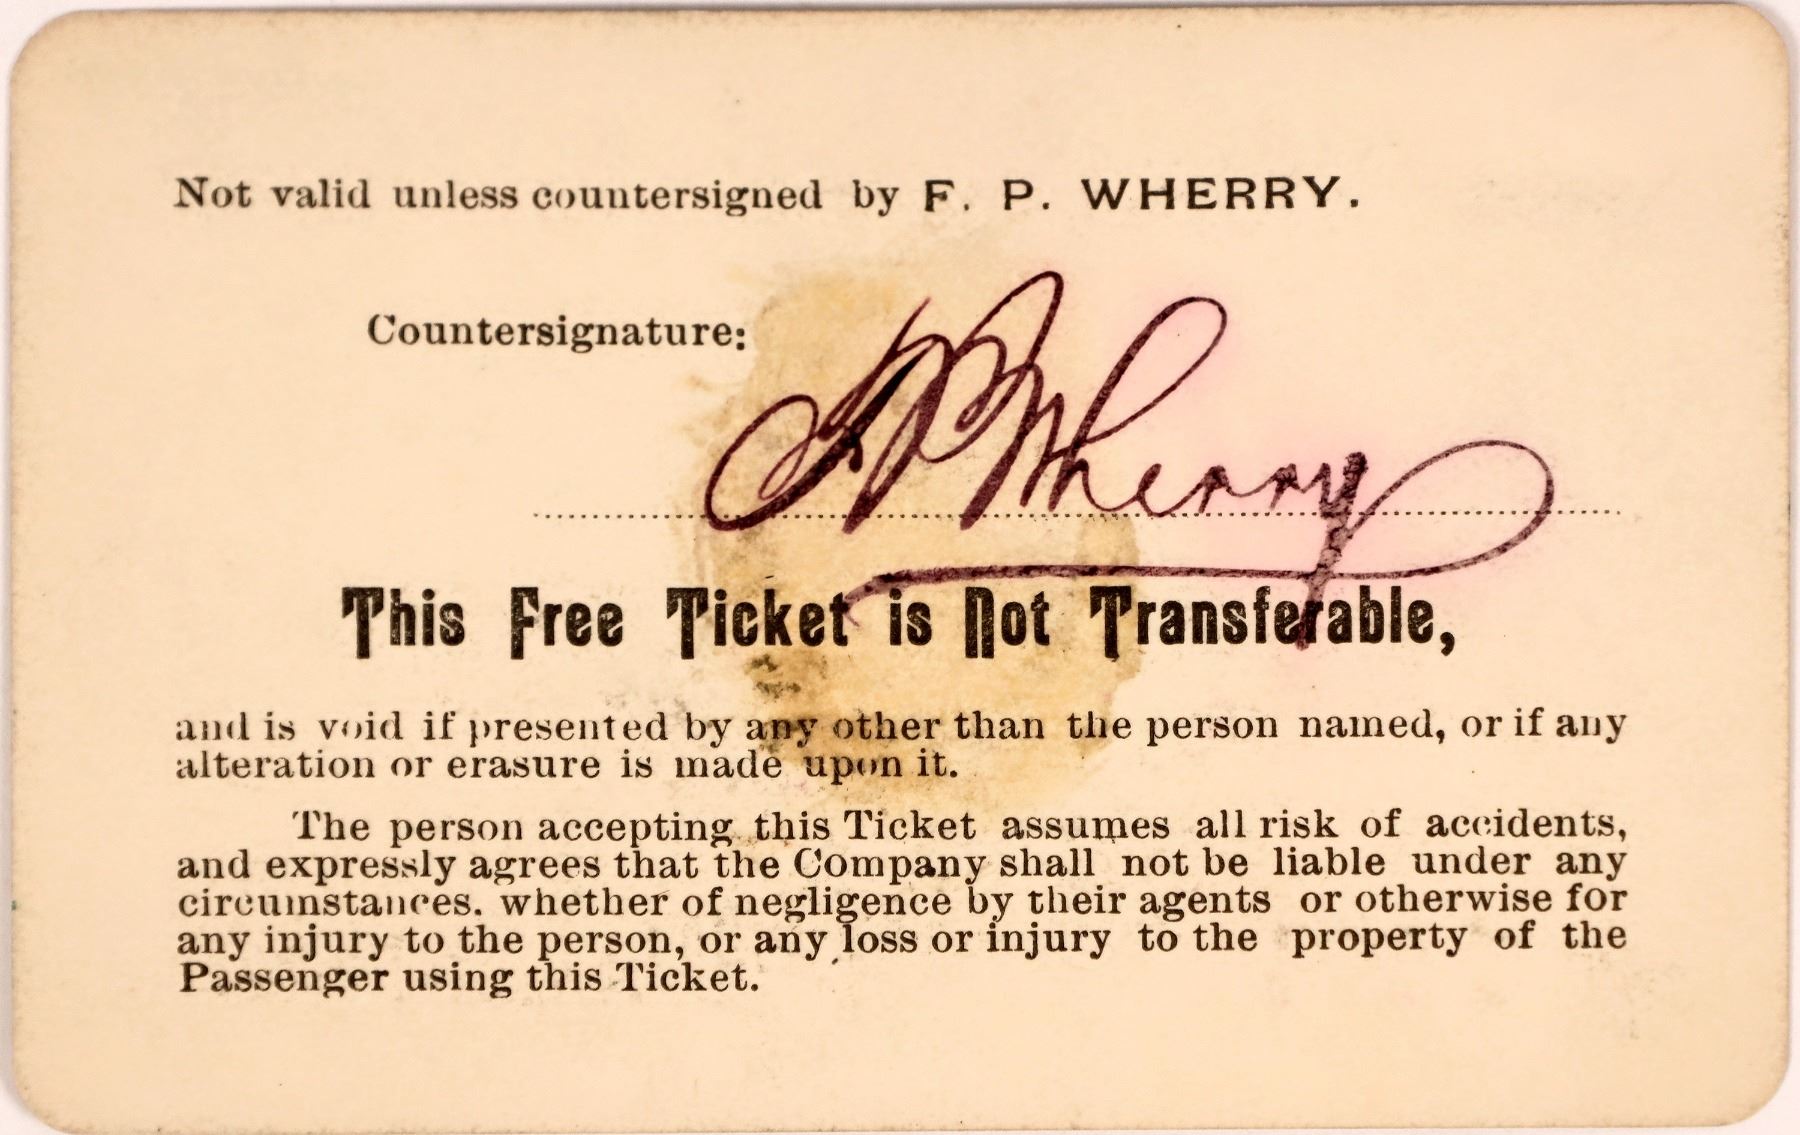 Not valid unless countersigned by F. P. WHERRY.
Countersignature:
F P Wherry
This Free Ticket is Not Transferable,
and is void if presented by any other than the person named, or if any
alteration or erasure is made upon it.
The person accepting this Ticket assumes all risk of accidents,
and expressly agrees that the Company shall not be liable under any
circumstances. whether of negligence by their agents or otherwise for
any injury to the person, or any loss or injury to the property of the
Passenger using this Ticket.